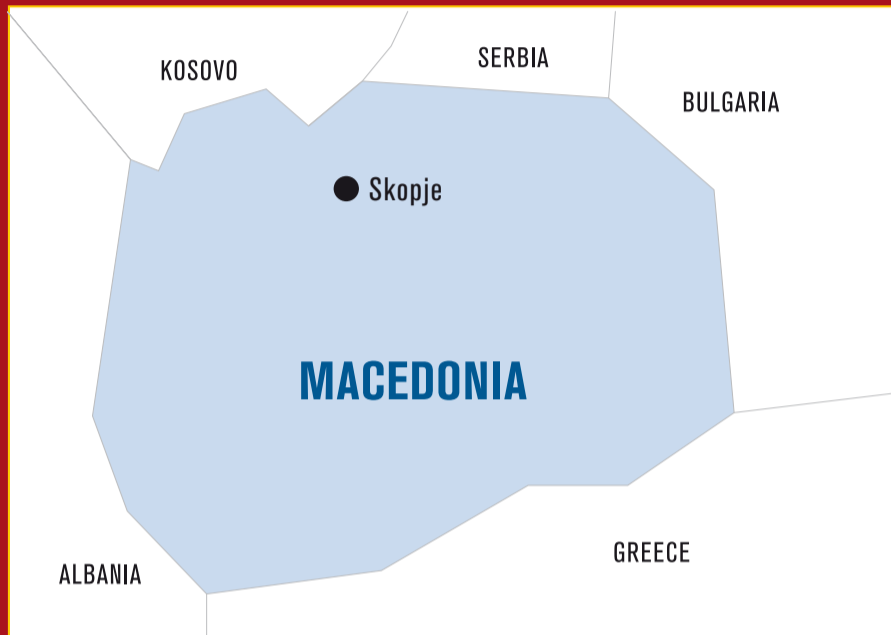 KOSOVO
SERBIA
BULGARIA
Skopje
MACEDONIA
GREECE
ALBANIA